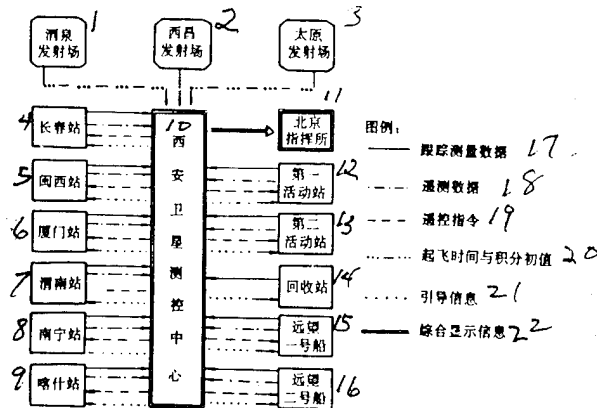 1
2
3
酒泉
发射场
西昌
发射场
太原
发射场
4
长春站
5
闽西站
6
厦门站
7
渭南站
8
南宁站
9
喀什站
10
西安卫星测控中心
11
北京
指挥所
12
第一
活动站
13
第二
活动站
14
回收站
15
远望
一号船
16
远望
二号船
图例：
跟踪测量数据 17
遥测数据 18
遥控指令 19
起飞时间与积分初值 20
引导信息 21
综合显示信息 22